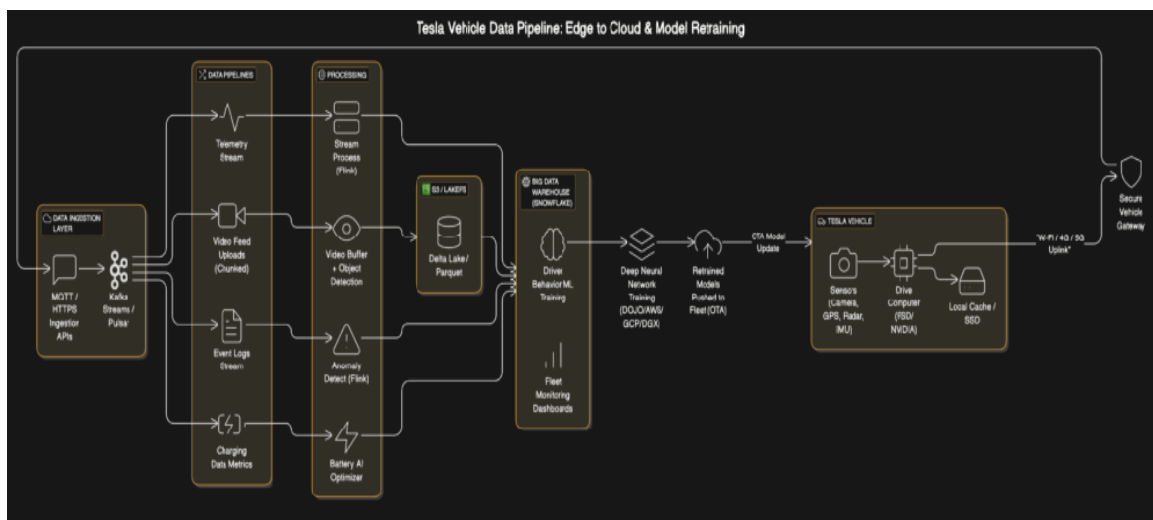 Tesla Vehicle Data Pipeline: Edge to Cloud & Model Retraining
DATA INGESTION
LAYER
MQTT /
HTTPS
Ingestion
APIs
Kafka
Streams /
Pulsar
DATA PIPELINES
Telemetry
Stream
Video Feed
Uploads
(Chunked)
Event Logs
Stream
Charging
Data Metrics
PROCESSING
Stream
Process
(Flink)
Video Buffer
+ Object
Detection
Anomaly
Detect (Flink)
Battery AI
Optimizer
S3 / LAKEFS
Delta Lake /
Parquet
BIG DATA
WAREHOUSE
(SNOWFLAKE)
Driver
Behavior ML
Training
Fleet
Monitoring
Dashboards
Deep Neural
Network
Training
(DOJO/AWS/
GCP/DGX)
Retrained
Models
Pushed to
Fleet (OTA)
OTA Model
Update
TESLA VEHICLE
Sensors
(Camera,
GPS, Radar,
IMU)
Drive
Computer
(FSD/
NVIDIA)
Local Cache /
SSD
"Wi-Fi / 4G / 5G
Uplink"
Secure
Vehicle
Gateway